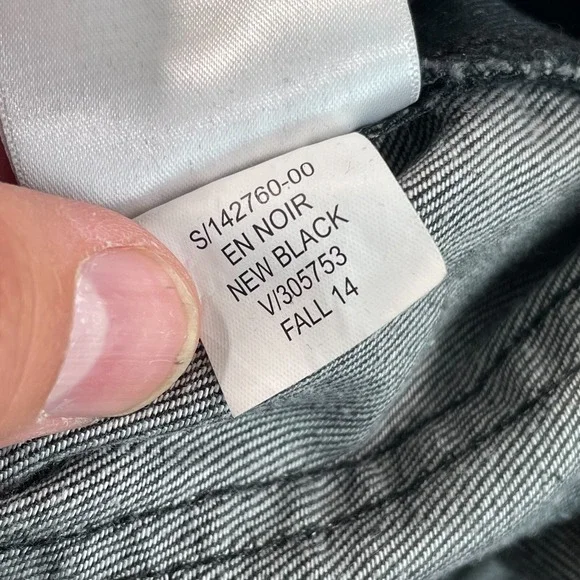 S/142760-00
EN NOIR
NEW BLACK
V/305753
FALL 14